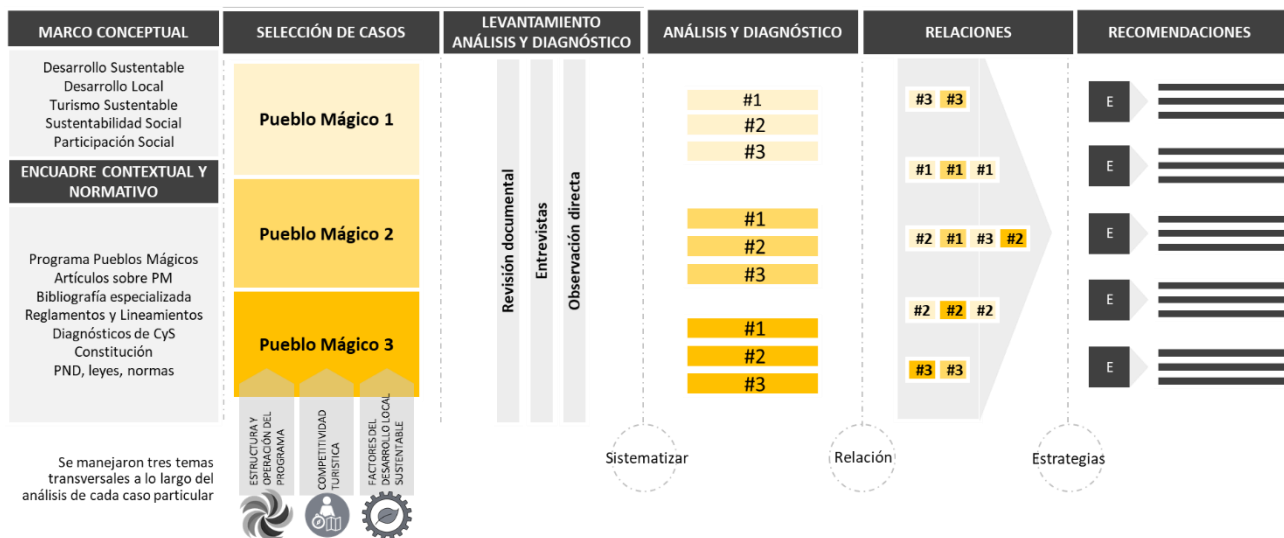 MARCO CONCEPTUAL
Desarrollo Sustentable
Desarrollo Local
Turismo Sustentable
Sustentabilidad Social
Participación Social
ENCUADRE CONTEXTUAL Y
NORMATIVO
Programa Pueblos Mágicos
Artículos sobre PM
Bibliografía especializada
Reglamentos y Lineamientos
Diagnósticos de CyS
Constitución
PND, leyes, normas
Se manejaron tres temas
transversales a lo largo del
análisis de cada caso particular
SELECCIÓN DE CASOS
Pueblo Mágico 1
Pueblo Mágico 2
Pueblo Mágico 3
ESTRUCTURA Y
OPERACIÓN DEL
PROGRAMA
COMPETITIVIDAD
TURISTICA
FACTORES DEL
DESARROLLO LOCAL
SUSTENTABLE
LEVANTAMIENTO
ANÁLISIS Y DIAGNÓSTICO
Revisión documental
Entrevistas
Observación directa
Sistematizar
ANÁLISIS Y DIAGNÓSTICO
#1
#2
#3
#1
#2
#3
#1
#2
#3
Relación
RELACIONES
#3 #3
#1 #1 #1
#2 #1 #3 #2
#2 #2 #2
#3 #3
Estrategias
RECOMENDACIONES
E
E
E
E
E